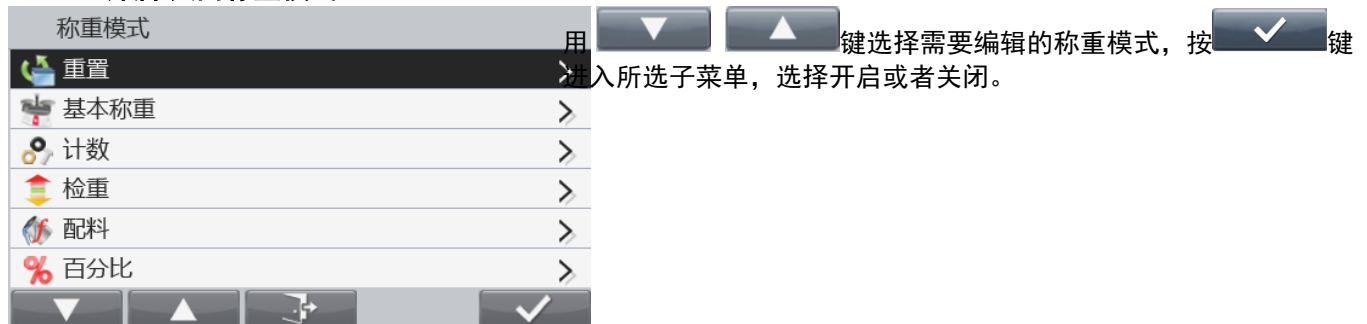 称重模式
重置
基本称重
计数
检重
配料
百分比
用 键选择需要编辑的称重模式，按 键
进入所选子菜单，选择开启或者关闭。